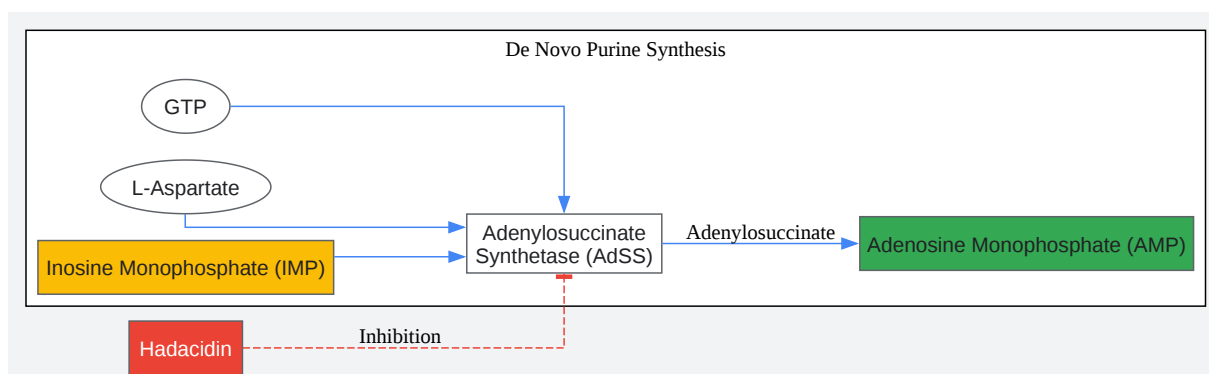 De Novo Purine Synthesis
GTP
L-Aspartate
Inosine Monophosphate (IMP)
Adenylosuccinate
Synthetase (AdSS)
Adenylosuccinate
Adenosine Monophosphate (AMP)
Hadacidin
Inhibition